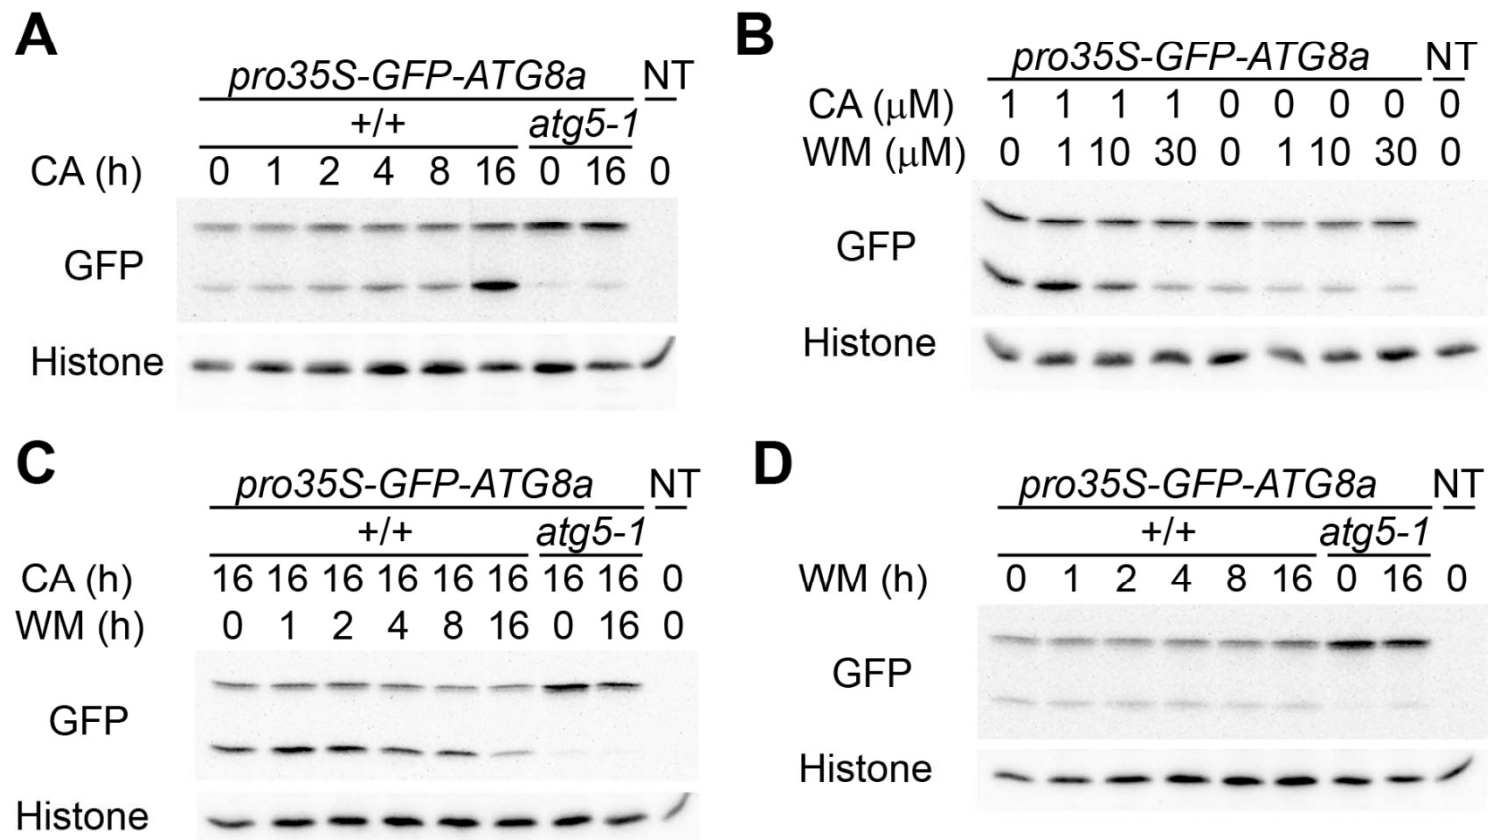 A
pro35S-GFP-ATG8a NT
+/+ atg5-1
CA (h) 0 1 2 4 8 16 0 16 0
GFP
Histone
B
pro35S-GFP-ATG8a NT
CA (μM) 1 1 1 1 0 0 0 0 0
WM (μM) 0 1 10 30 0 1 10 30 0
GFP
Histone
C
pro35S-GFP-ATG8a NT
+/+ atg5-1
CA (h) 16 16 16 16 16 16 16 16 0
WM (h) 0 1 2 4 8 16 0 16 0
GFP
Histone
D
pro35S-GFP-ATG8a NT
+/+ atg5-1
WM (h) 0 1 2 4 8 16 0 16 0
GFP
Histone